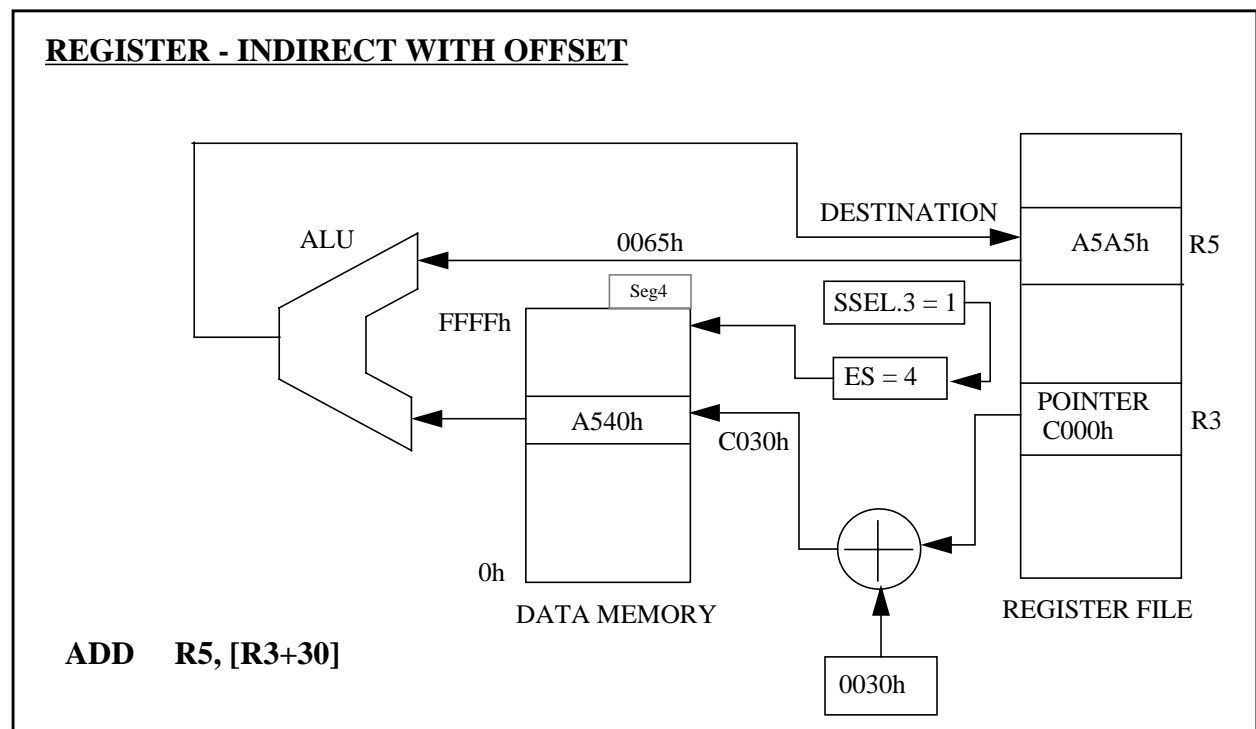 REGISTER - INDIRECT WITH OFFSET
DESTINATION
ALU
0065h
A5A5h
R5
Seg4
SSEL.3 = 1
FFFFh
ES = 4
A540h
C030h
POINTER
C000h
R3
0h
DATA MEMORY
REGISTER FILE
ADD R5, [R3+30]
0030h